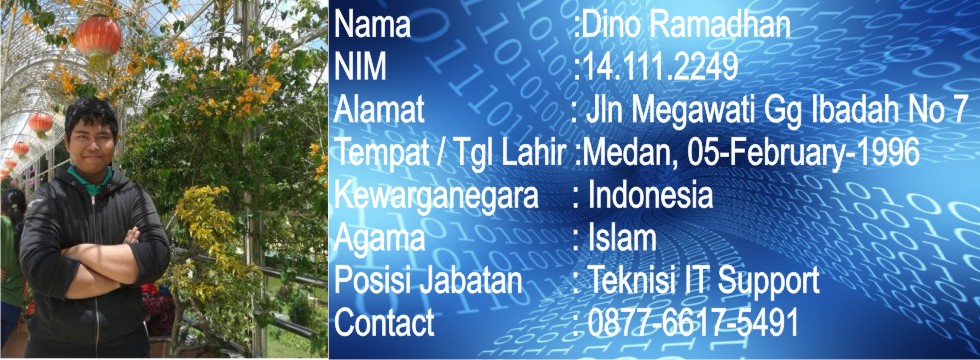 Nama :Dino Ramadhan
NIM :14.111.2249
Alamat : Jln Megawati Gg Ibadah No 7
Tempat / Tgl Lahir :Medan, 05-February-1996
Kewarganegara : Indonesia
Agama : Islam
Posisi Jabatan : Teknisi IT Support
Contact : 0877-6617-5491